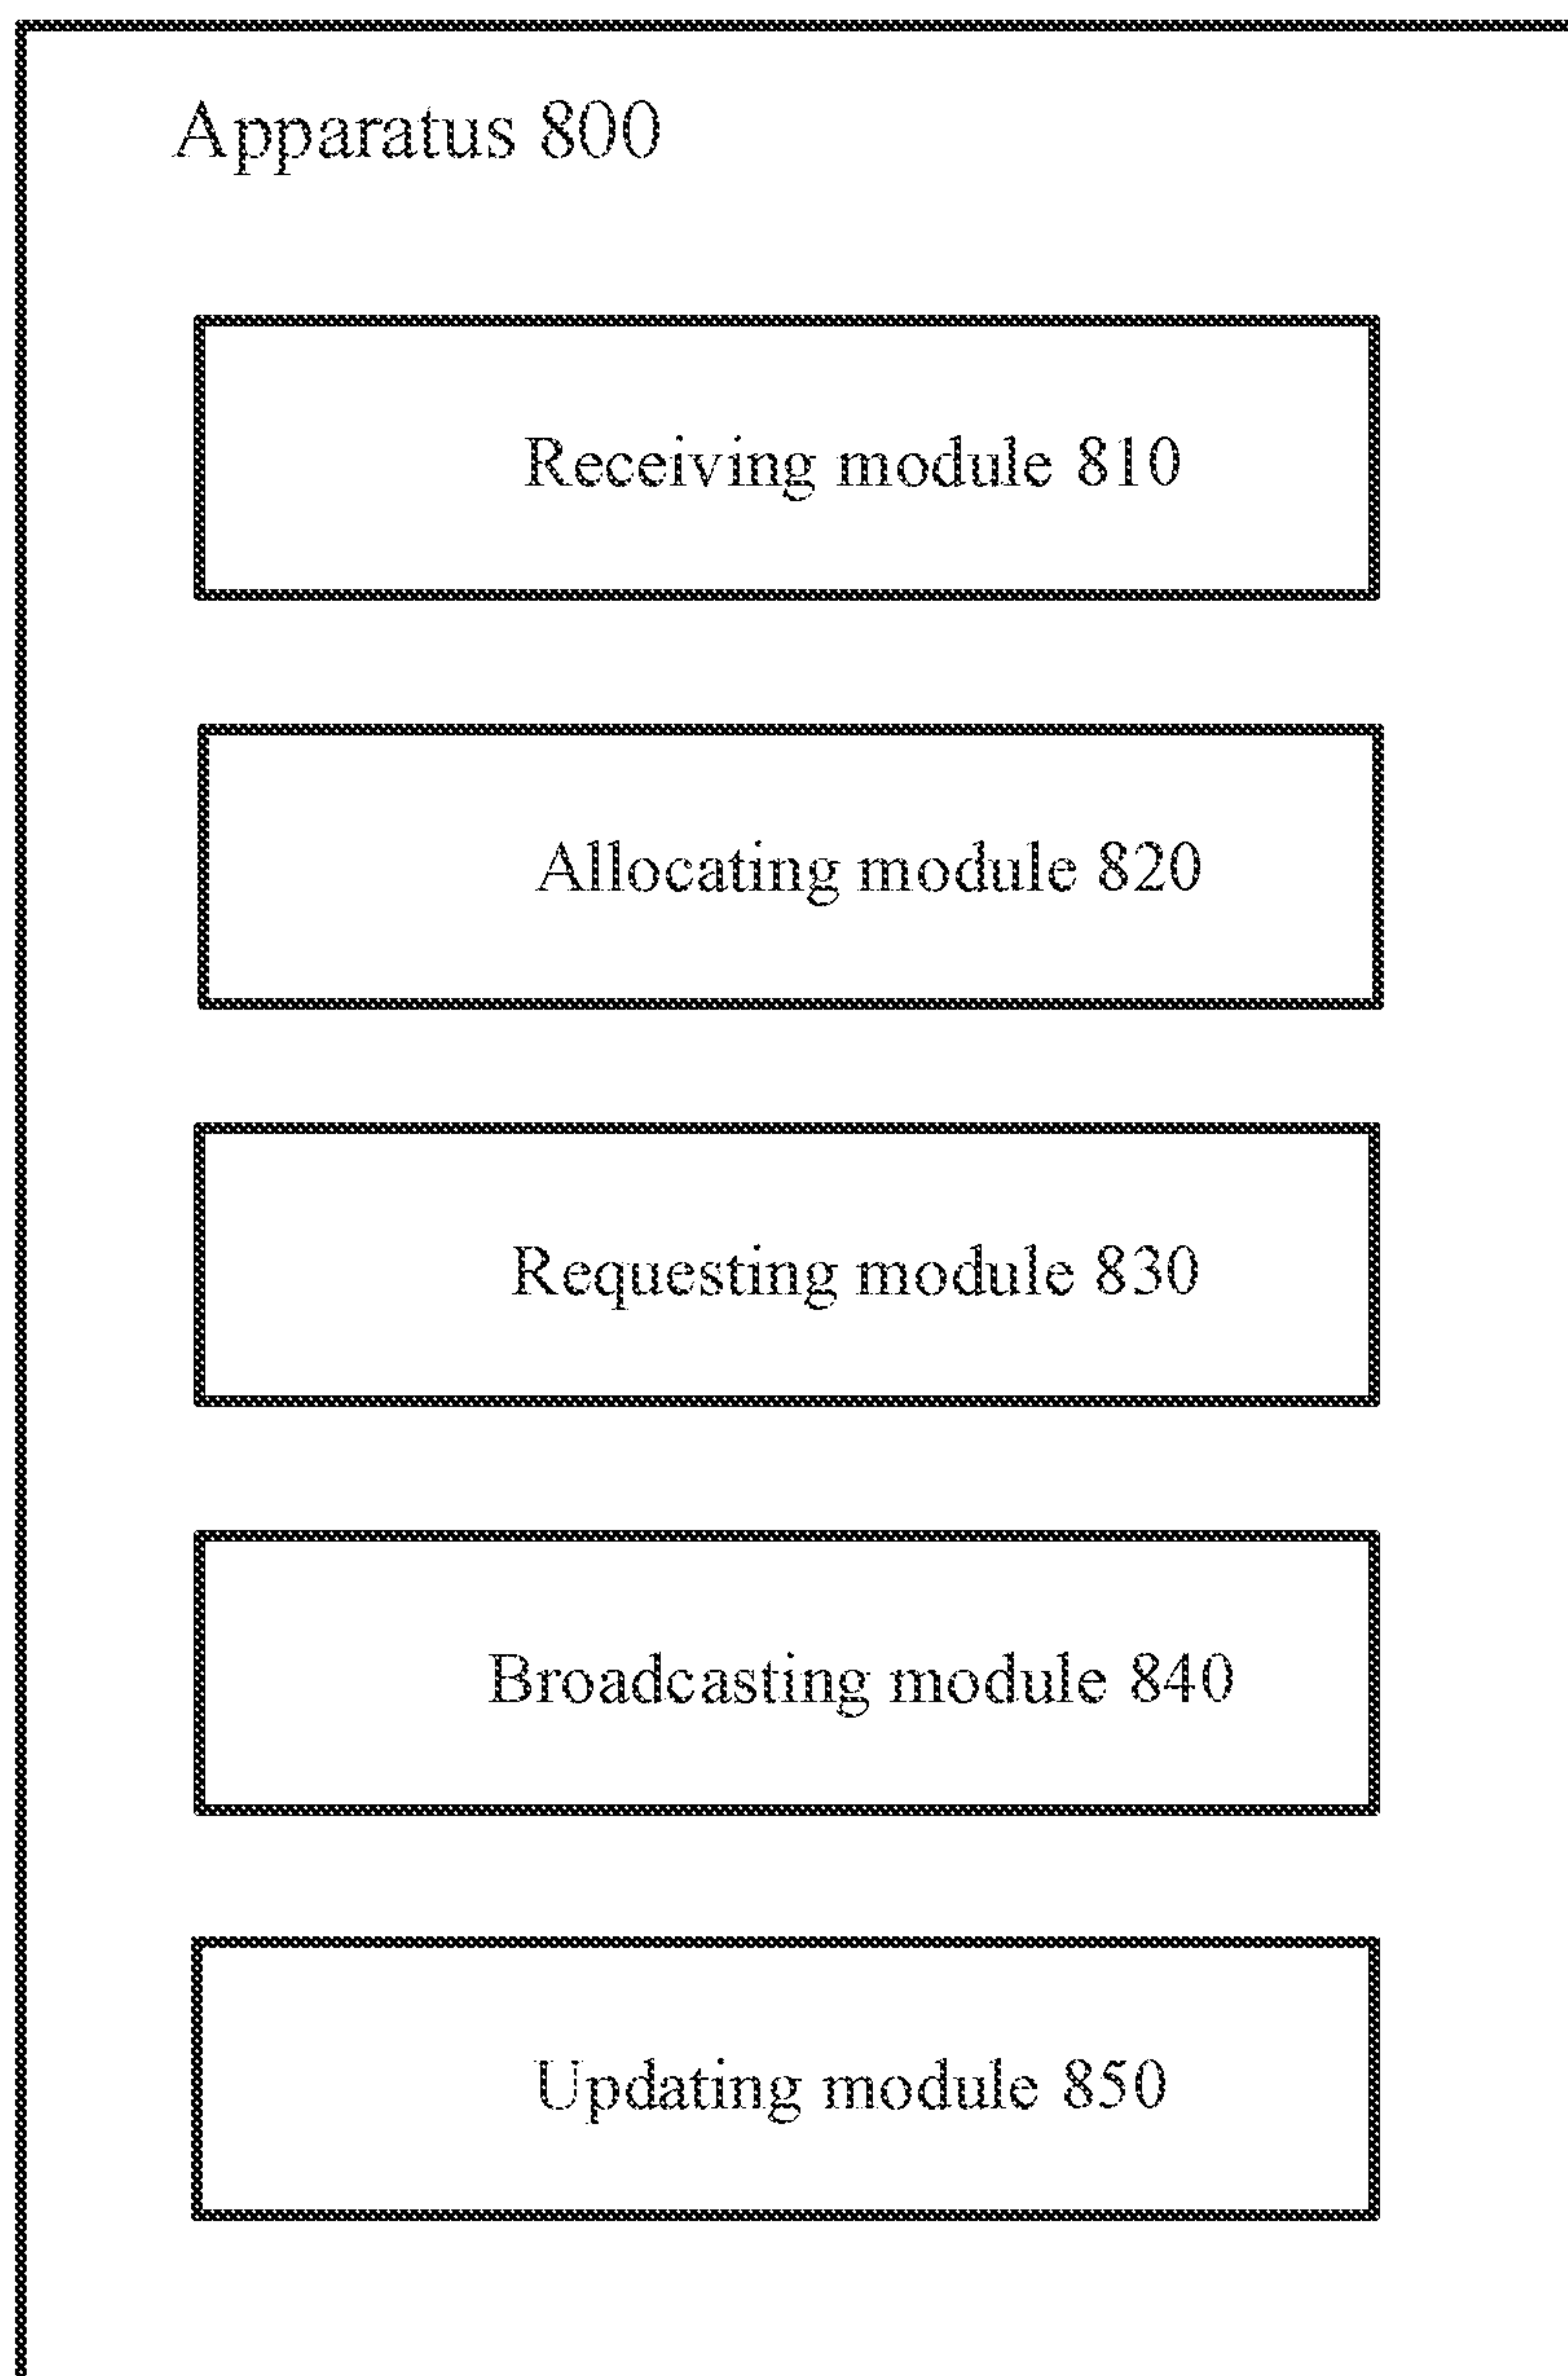 Apparatus 800
Receiving module 810
Allocating module 820
Requesting module 830
Broadcasting module 840
Updating module 850